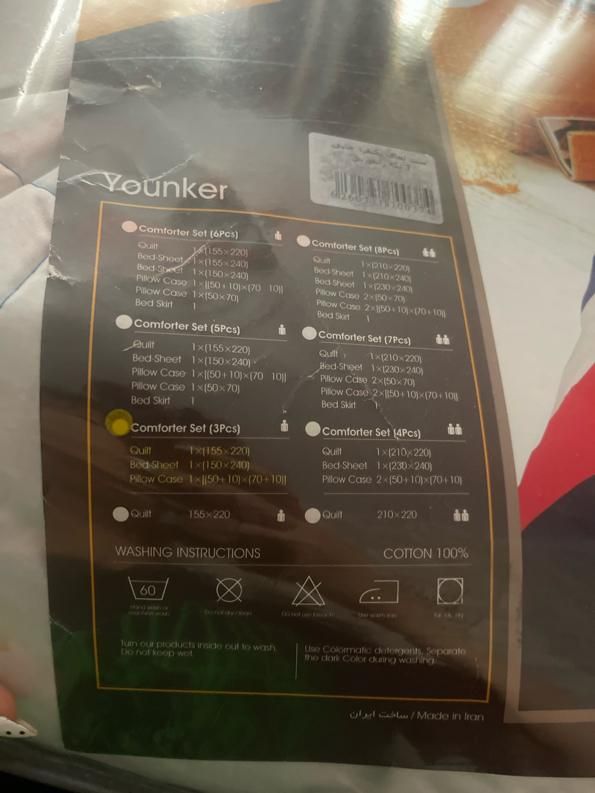 Younker
Comforter Set (6Pcs)
Quilt 1×(155×220)
Bed-Sheet 1×(155×240)
Bed-Sheet 1×(150×240)
Pillow Case 1×[(50+10)×(70 10)]
Pillow Case 1×(50×70)
Bed Skirt 1
Comforter Set (8Pcs)
Quilt 1×(210×220)
Bed-Sheet 1×(210×240)
Bed-Sheet 1×(230×240)
Pillow Case 2×(50×70)
Pillow Case 2×[(50+10)×(70+10)]
Bed Skirt 1
Comforter Set (5Pcs)
Quilt 1×(155×220)
Bed-Sheet 1×(150×240)
Pillow Case 1×[(50+10)×(70 10)]
Pillow Case 1×(50×70)
Bed Skirt 1
Comforter Set (7Pcs)
Quilt 1×(210×220)
Bed-Sheet 1×(230×240)
Pillow Case 2×(50×70)
Pillow Case 2×[(50+10)×(70+10)]
Bed Skirt 1
Comforter Set (3Pcs)
Quilt 1×(155×220)
Bed-Sheet 1×(150×240)
Pillow Case 1×[(50+10)×(70+10)]
Comforter Set (4Pcs)
Quilt 1×(210×220)
Bed-Sheet 1×(230×240)
Pillow Case 2×(50+10)×(70+10)]
Quilt 155×220
Quilt 210×220
WASHING INSTRUCTIONS COTTON 100%
60
Do not dry clean
Use warm iron
Turn our products inside out to wash.
Do not keep wet.
Use Colormatic detergents, Separate
the dark Color during washing.
ساخت ایران / Made in Iran